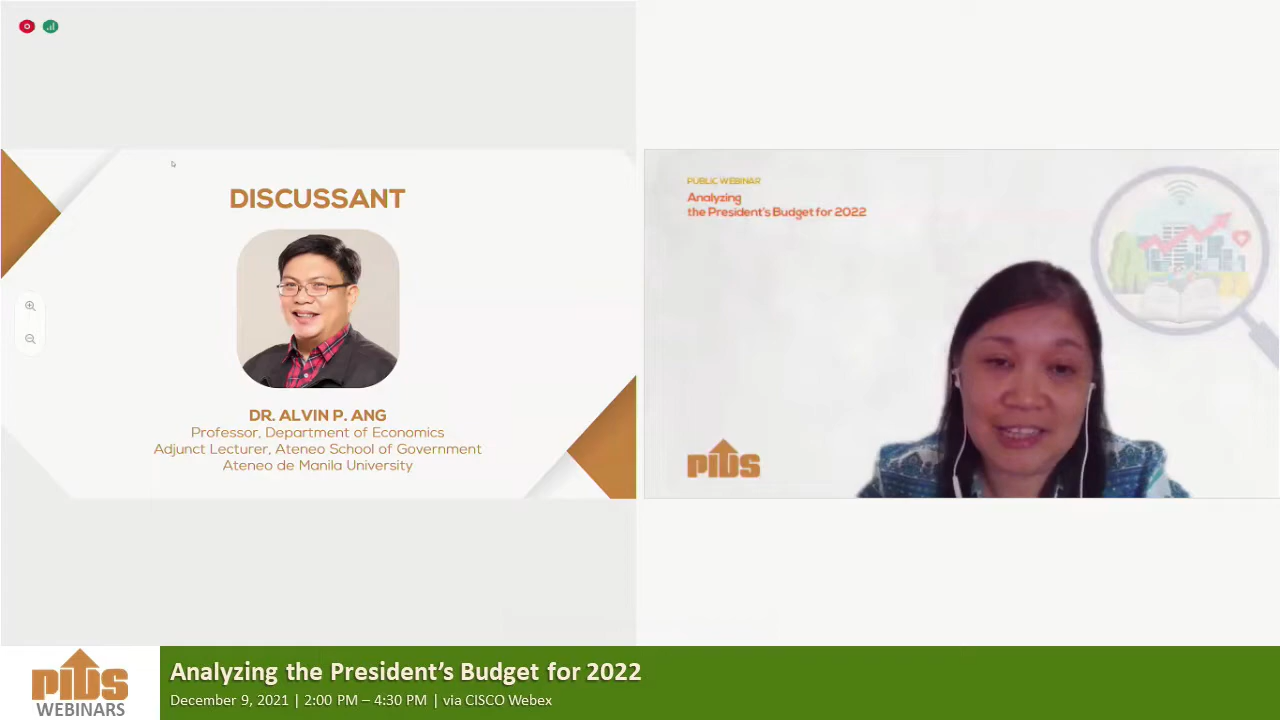 DISCUSSANT
DR. ALVIN P. ANG
Professor, Department of Economics
Adjunct Lecturer, Ateneo School of Government
Ateneo de Manila University
PUBLIC WEBINAR
Analyzing
the President's Budget for 2022
PIDS
PIDS
WEBINARS
Analyzing the President's Budget for 2022
December 9, 2021 | 2:00 PM – 4:30 PM | via CISCO Webex